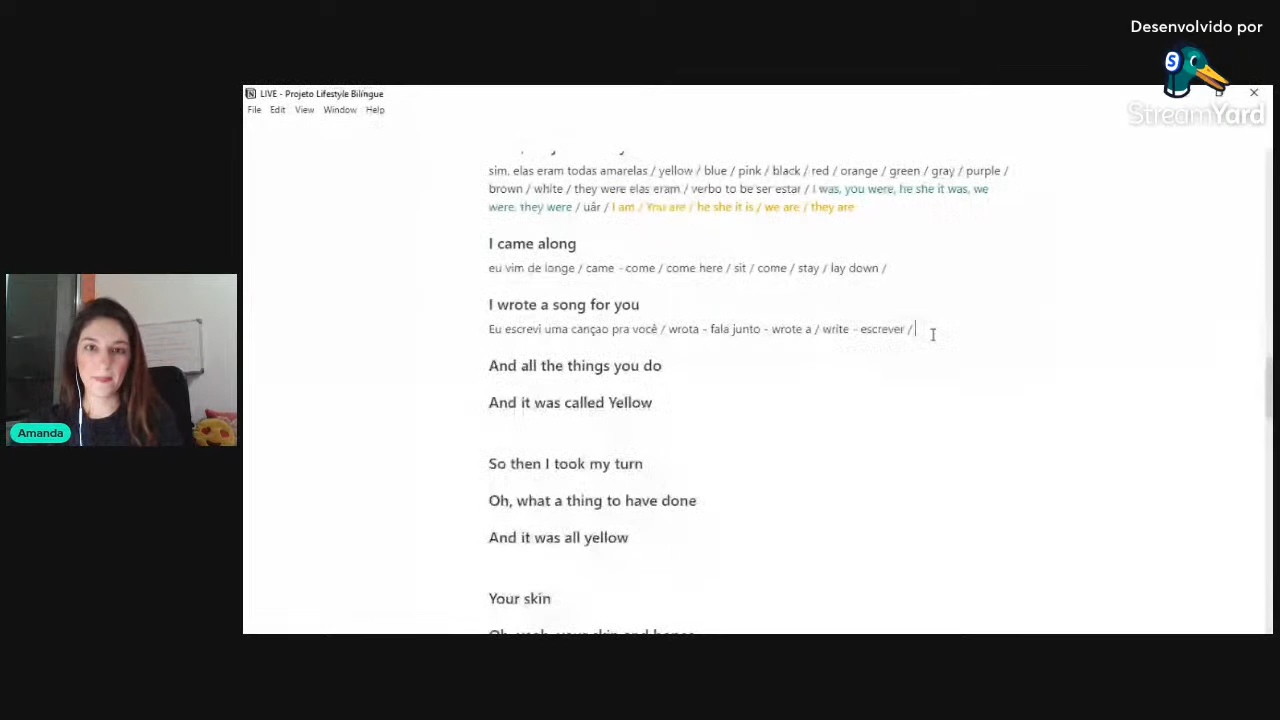 Desenvolvido por
StreamYard
LIVE - Projeto Lifestyle Bilíngue
File Edit View Window Help
sim, elas eram todas amarelas / yellow / blue / pink / black / red / orange / green / gray / purple /
brown / white / they were elas eram / verbo to be ser estar / I was, you were, he she it was, we
were, they were / uár / I am / You are / he she it is / we are / they are
I came along
eu vim de longe / came - come / come here / sit / come / stay / lay down /
I wrote a song for you
Eu escrevi uma cançao pra você / wrota - fala junto - wrote a / write - escrever /
And all the things you do
And it was called Yellow
So then I took my turn
Oh, what a thing to have done
And it was all yellow
Your skin
Amanda